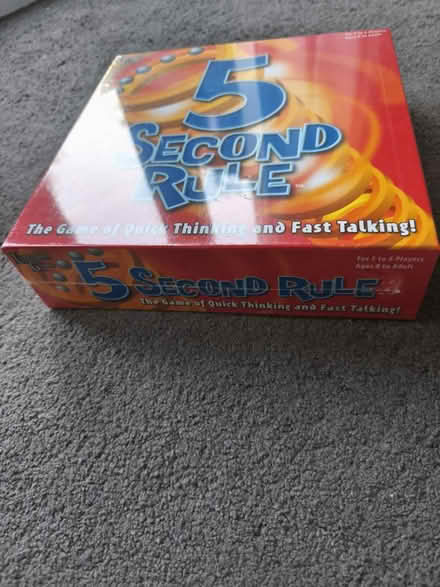 5
SECOND
RULE
The Game of Quick Thinking and Fast Talking!
For 3 to 6 Players
Ages 8 to Adult
5 SECOND RULE
The Game of Quick Thinking and Fast Talking!